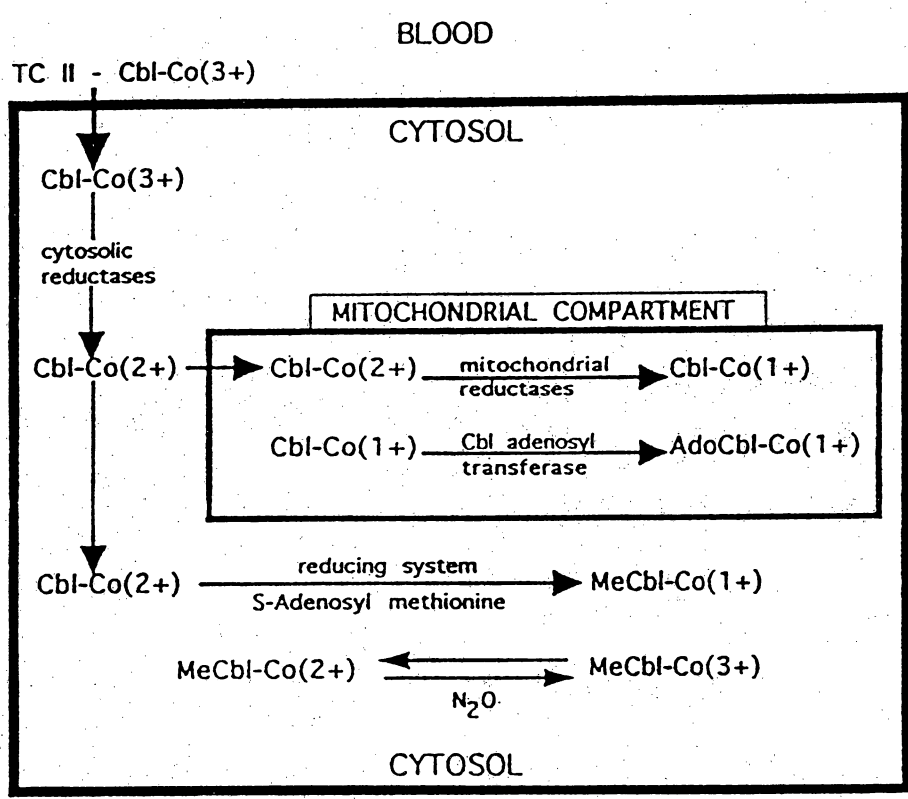 BLOOD
TC II - Cbl-Co(3+)
CYTOSOL
Cbl-Co(3+)
cytosolic
reductases
MITOCHONDRIAL COMPARTMENT
Cbl-Co(2+)
Cbl-Co(2+)
mitochondrial
reductases
Cbl-Co(1+)
Cbl-Co(1+)
Cbl adenosyl
transferase
AdoCbl-Co(1+)
Cbl-Co(2+)
reducing system
S-Adenosyl methionine
MeCbl-Co(1+)
MeCbl-Co(2+)
N₂O
MeCbl-Co(3+)
CYTOSOL